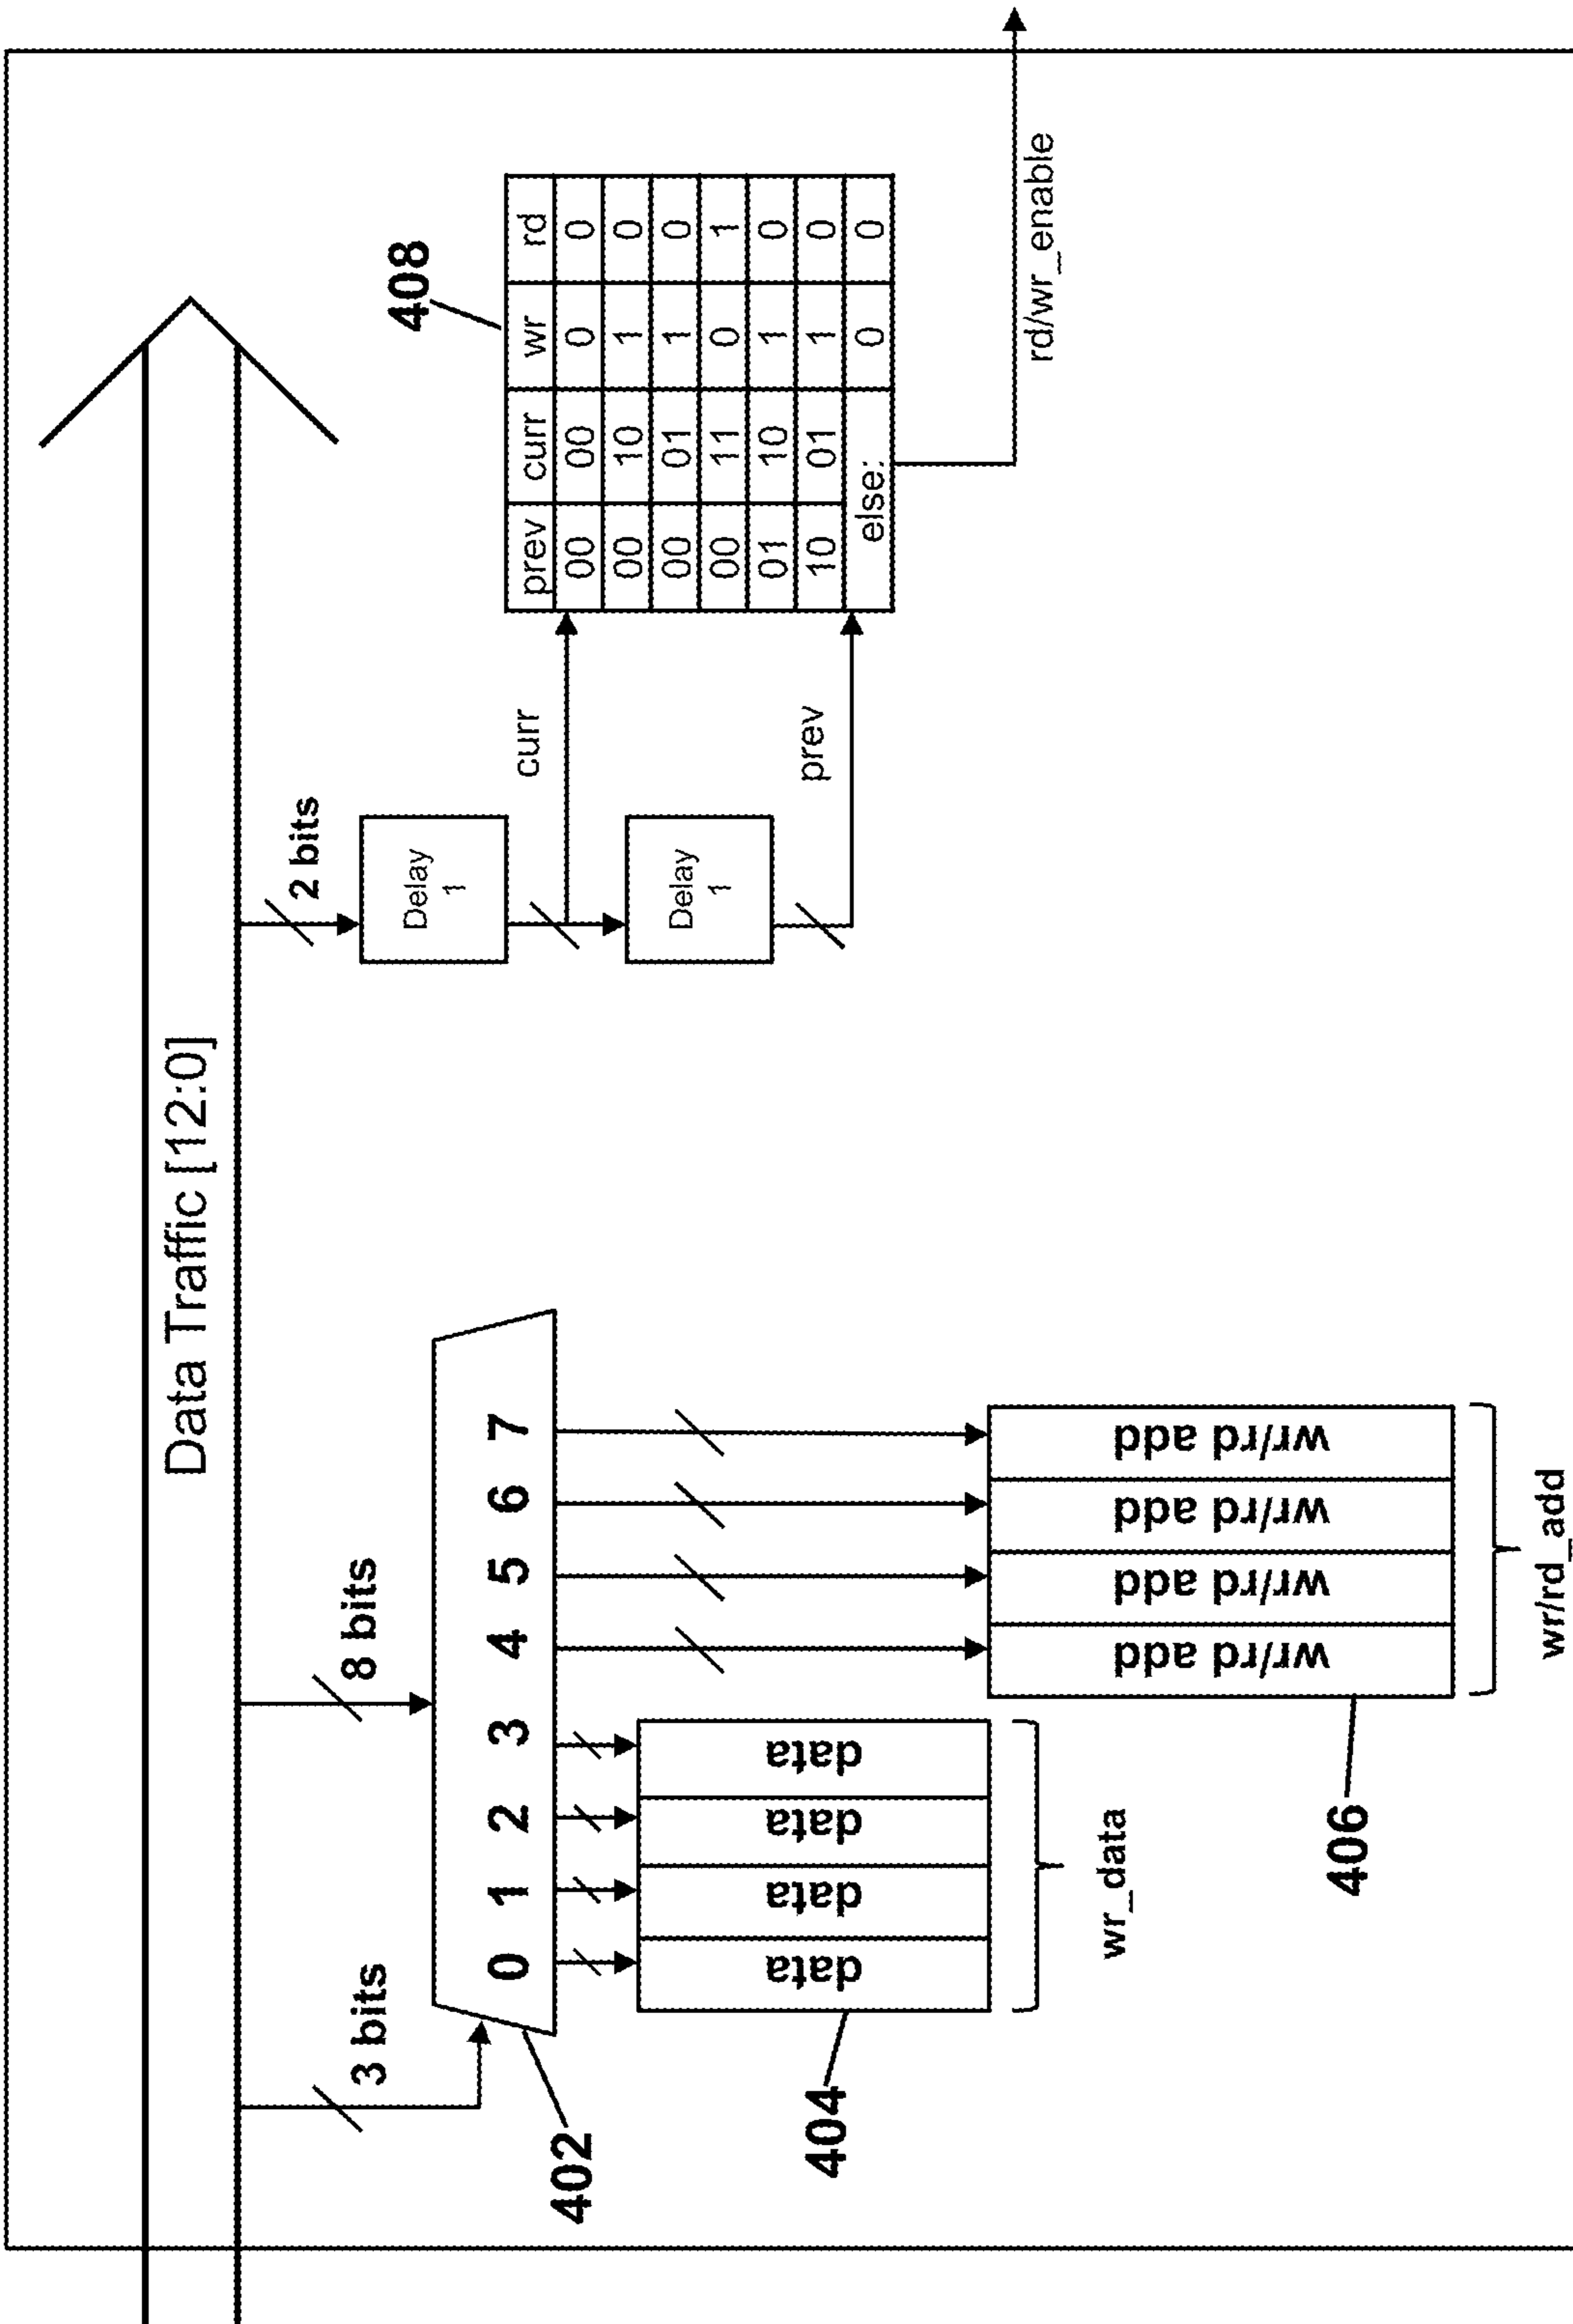 Data Traffic [12:0]
3 bits
8 bits
2 bits
402
0 1 2 3 4 5 6 7
404
data
data
data
data
wr_data
406
wr/rd add
wr/rd add
wr/rd add
wr/rd add
wr/rd_add
Delay
1
Delay
1
curr
prev
408
prev curr wr rd
00 00 0 0
00 10 1 0
00 01 1 0
00 11 0 1
01 10 1 0
10 01 1 0
else: 0 0
rd/wr_enable